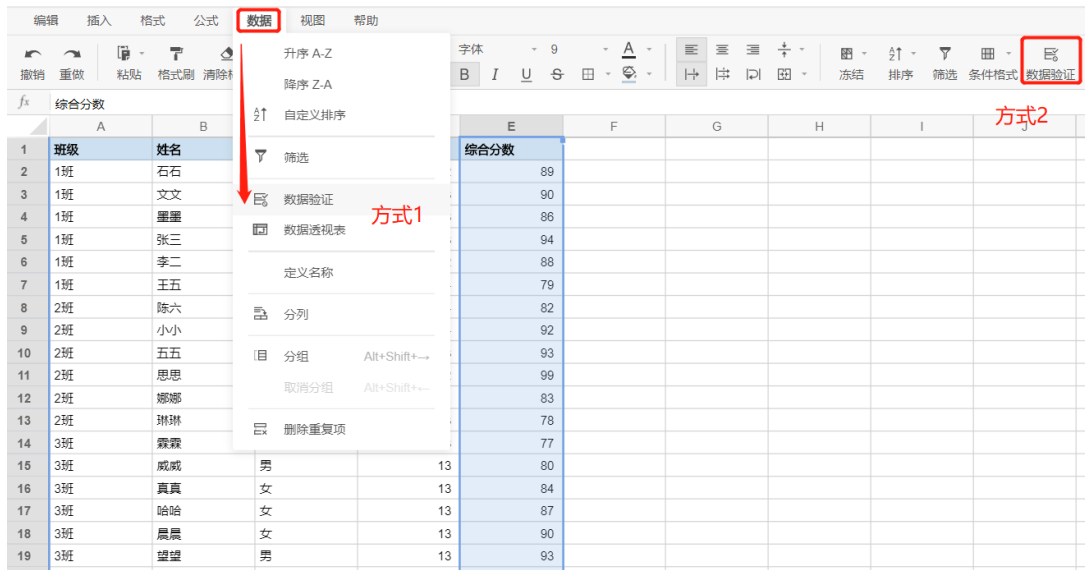 编辑 插入 格式 公式 数据 视图 帮助
字体 9 A
撤销 重做 粘贴 格式刷 清除格 B I U S 冻结 排序 筛选 条件格式 数据验证
fx 综合分数
方式2
A B E F G H I J
升序 A-Z
降序 Z-A
自定义排序
筛选
数据验证
方式1
数据透视表
定义名称
分列
分组 Alt+Shift+→
取消分组 Alt+Shift+←
删除重复项
1 班级 姓名 综合分数
2 1班 石石 89
3 1班 文文 90
4 1班 墨墨 86
5 1班 张三 94
6 1班 李二 88
7 1班 王五 79
8 2班 陈六 82
9 2班 小小 92
10 2班 五五 93
11 2班 思思 99
12 2班 娜娜 83
13 2班 琳琳 78
14 3班 霖霖 77
15 3班 威威 男 13 80
16 3班 真真 女 13 84
17 3班 哈哈 女 13 87
18 3班 晨晨 女 13 90
19 3班 望望 男 13 93